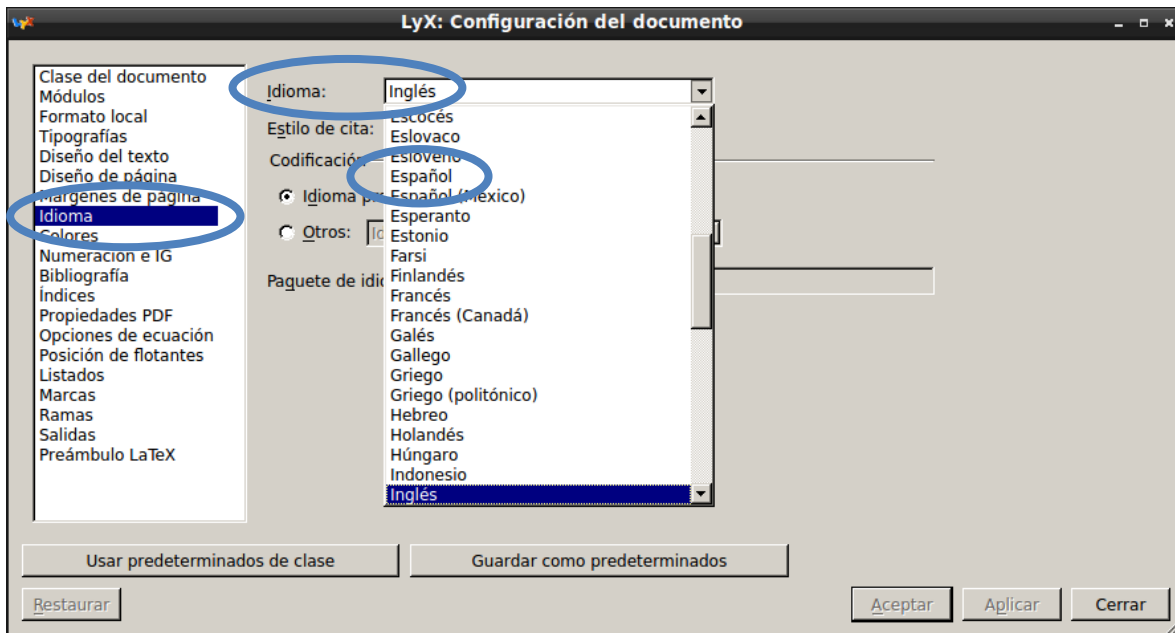 LyX: Configuración del documento
Clase del documento
Módulos
Formato local
Tipografías
Diseño del texto
Diseño de página
Márgenes de página
Idioma
Colores
Numeración e IG
Bibliografía
Índices
Propiedades PDF
Opciones de ecuación
Posición de flotantes
Listados
Marcas
Ramas
Salidas
Preámbulo LaTeX
Idioma: Inglés
Estilo de cita:
Codificación
Idioma
Otros:
Paquete de
Escocés
Eslovaco
Esloveno
Español
Español (Mexico)
Esperanto
Estonio
Farsi
Finlandés
Francés
Francés (Canadá)
Galés
Gallego
Griego
Griego (politónico)
Hebreo
Holandés
Húngaro
Indonesio
Inglés
Usar predeterminados de clase
Guardar como predeterminados
Restaurar
Aceptar
Aplicar
Cerrar